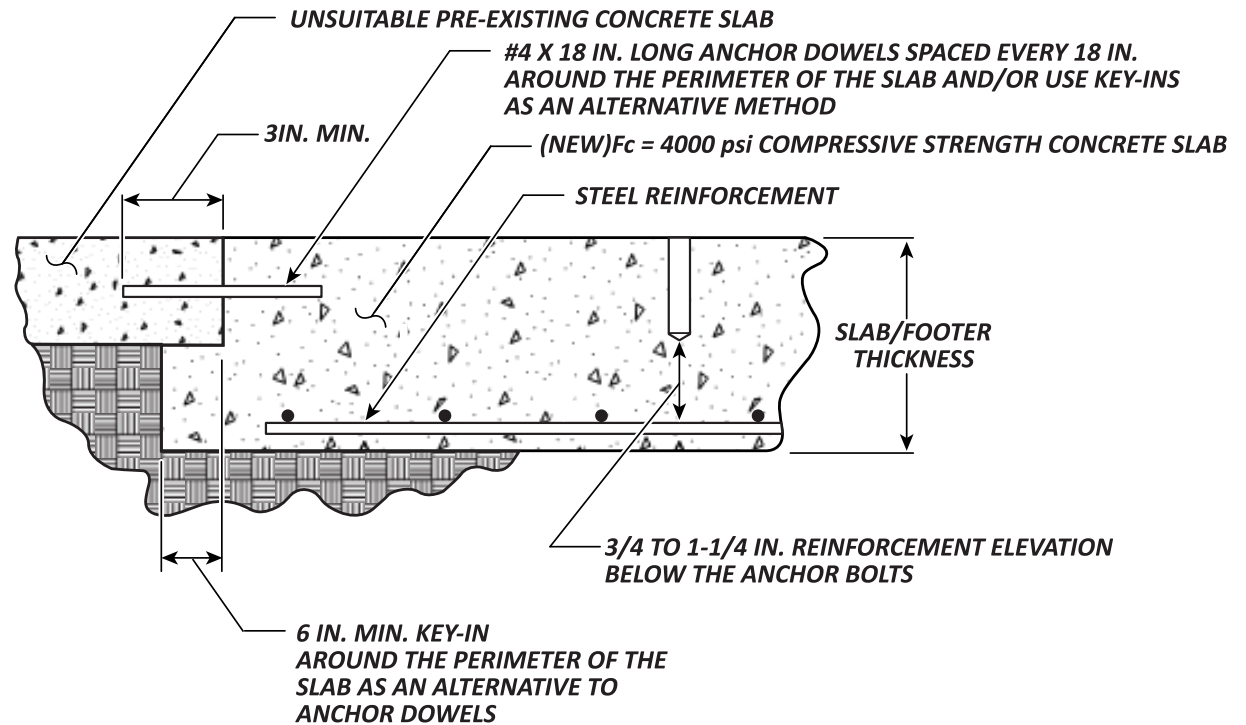 UNSUITABLE PRE-EXISTING CONCRETE SLAB
#4 X 18 IN. LONG ANCHOR DOWELS SPACED EVERY 18 IN.
AROUND THE PERIMETER OF THE SLAB AND/OR USE KEY-INS
AS AN ALTERNATIVE METHOD
3IN. MIN.
(NEW)Fc = 4000 psi COMPRESSIVE STRENGTH CONCRETE SLAB
STEEL REINFORCEMENT
SLAB/FOOTER
THICKNESS
3/4 TO 1-1/4 IN. REINFORCEMENT ELEVATION
BELOW THE ANCHOR BOLTS
6 IN. MIN. KEY-IN
AROUND THE PERIMETER OF THE
SLAB AS AN ALTERNATIVE TO
ANCHOR DOWELS